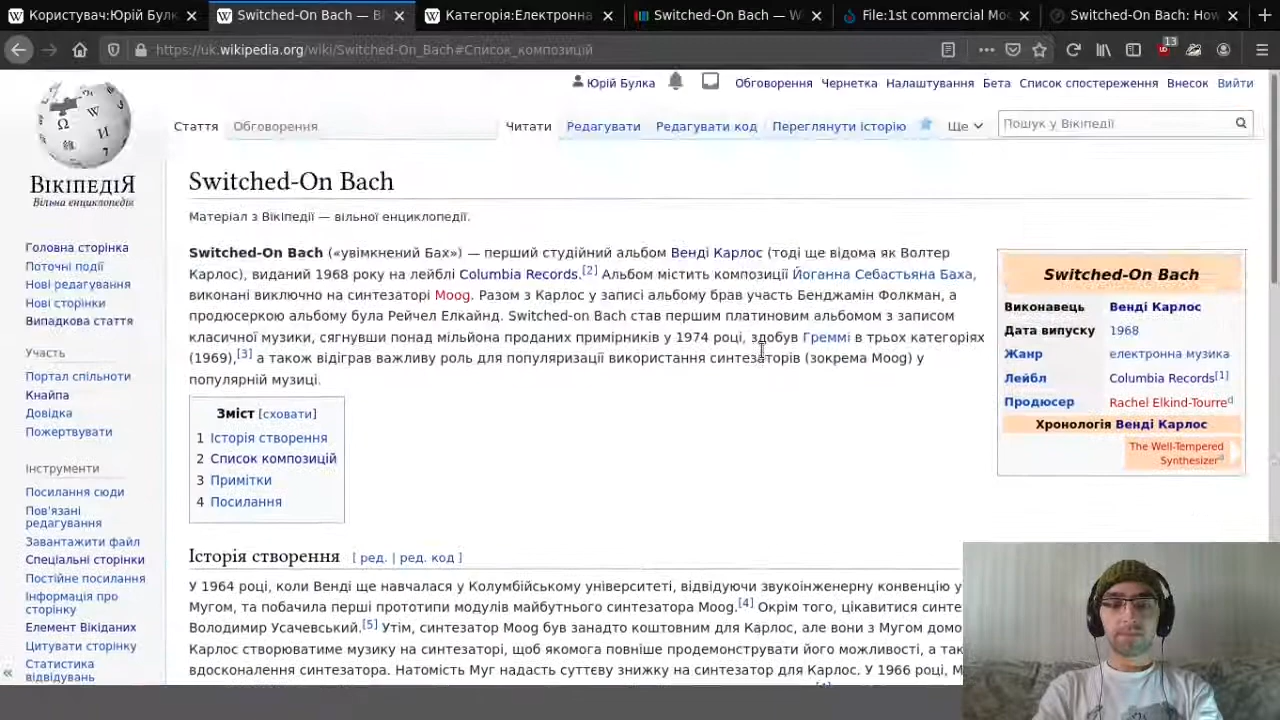 Користувач:Юрій Булк
Switched-On Bach — Ві
Категорія:Електронна
Switched-On Bach — W
File:1st commercial Mo
Switched-On Bach: How
https://uk.wikipedia.org/wiki/Switched-On_Bach#Список_композицій
13
Юрій Булка
Обговорення
Чернетка
Налаштування
Бета
Список спостереження
Внесок
Вийти
Стаття
Обговорення
Читати
Редагувати
Редагувати код
Переглянути історію
Ще
Пошук у Вікіпедії
ВІКІПЕДІЯ
Вільна енциклопедія
Головна сторінка
Поточні події
Нові редагування
Нові сторінки
Випадкова стаття
Участь
Портал спільноти
Кнайпа
Довідка
Пожертвувати
Інструменти
Посилання сюди
Пов'язані
редагування
Завантажити файл
Спеціальні сторінки
Постійне посилання
Інформація про
сторінку
Елемент Вікіданих
Цитувати сторінку
Статистика
відвідувань
Switched-On Bach
Матеріал з Вікіпедії — вільної енциклопедії.
Switched-On Bach («увімкнений Бах») — перший студійний альбом Венді Карлос (тоді ще відома як Волтер
Карлос), виданий 1968 року на лейблі Columbia Records.[2] Альбом містить композиції Йоганна Себастьяна Баха,
виконані виключно на синтезаторі Moog. Разом з Карлос у записі альбому брав участь Бенджамін Фолкман, а
продюсеркою альбому була Рейчел Елкайнд. Switched-on Bach став першим платиновим альбомом з записом
класичної музики, сягнувши понад мільйона проданих примірників у 1974 році, здобув Греммі в трьох категоріях
(1969),[3] а також відіграв важливу роль для популяризації використання синтезаторів (зокрема Moog) у
популярній музиці.
Зміст [сховати]
1 Історія створення
2 Список композицій
3 Примітки
4 Посилання
Switched-On Bach
Виконавець Венді Карлос
Дата випуску 1968
Жанр електронна музика
Лейбл Columbia Records[1]
Продюсер Rachel Elkind-Tourre d
Хронологія Венді Карлос
The Well-Tempered
Synthesizer d
Історія створення [ ред. | ред. код ]
У 1964 році, коли Венді ще навчалася у Колумбійському університеті, відвідуючи звукоінженерну конвенцію у
Мугом, та побачила перші прототипи модулів майбутнього синтезатора Moog.[4] Окрім того, цікавитися синте
Володимир Усачевський.[5] Утім, синтезатор Moog був занадто коштовним для Карлос, але вони з Мугом домо
Карлос створюватиме музику на синтезаторі, щоб якомога повніше продемонструвати його можливості, а так
вдосконалення синтезатора. Натомість Муг надасть суттєву знижку на синтезатор для Карлос. У 1966 році, М